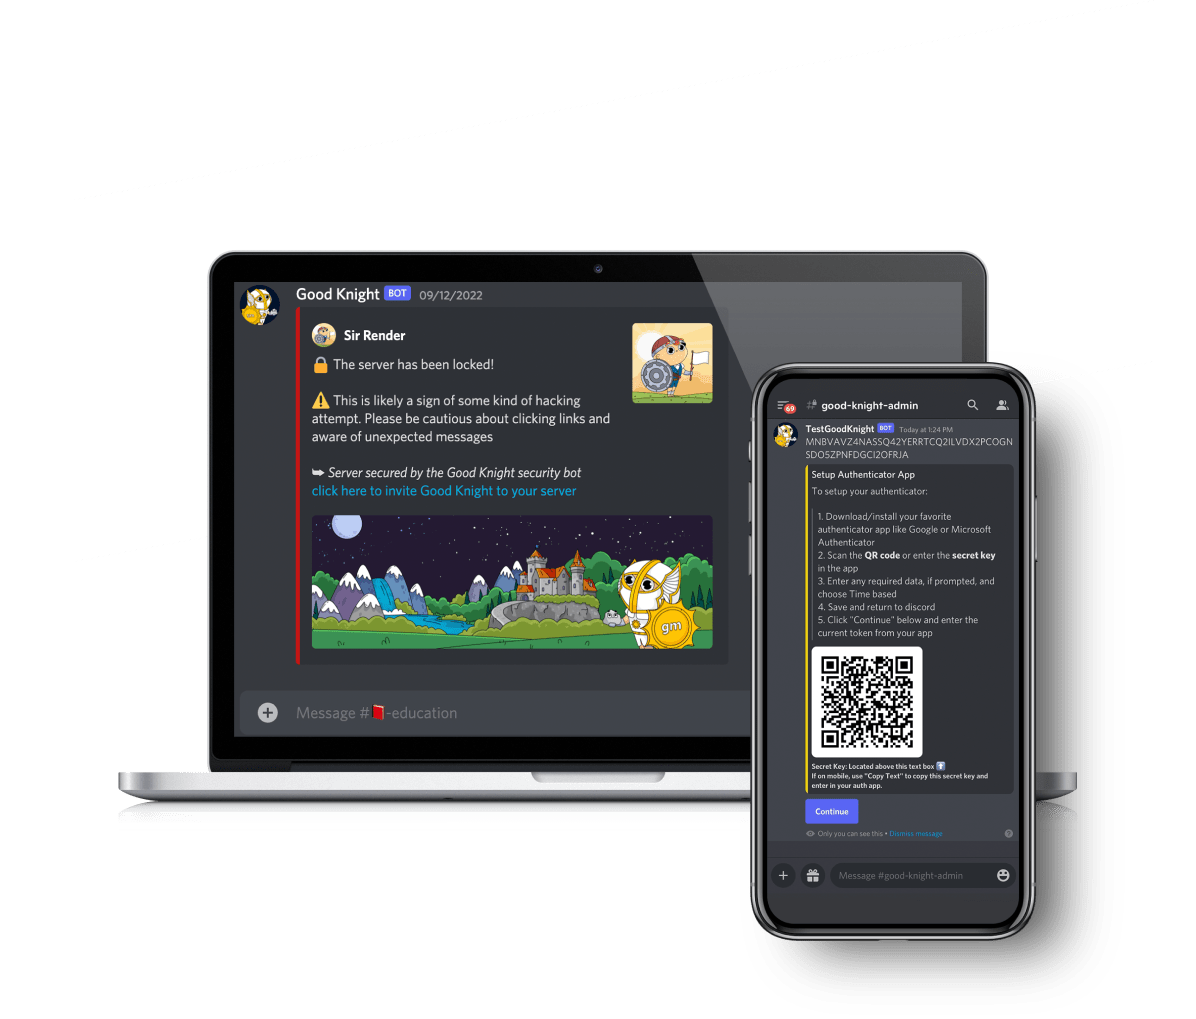 Good Knight BOT 09/12/2022
Sir Render
The server has been locked!
This is likely a sign of some kind of hacking
attempt. Please be cautious about clicking links and
aware of unexpected messages
Server secured by the Good Knight security bot
click here to invite Good Knight to your server
gm
Message #-education
69 # good-knight-admin
TestGoodKnight BOT Today at 1:24 PM
MNBVAVZ4NASSQ42YERRTCQ2ILVDX2PCOGN
SDO5ZPNFDGCI2OFRJA
Setup Authenticator App
To setup your authenticator:
1. Download/install your favorite
authenticator app like Google or Microsoft
Authenticator
2. Scan the QR code or enter the secret key
in the app
3. Enter any required data, if prompted, and
choose Time based
4. Save and return to discord
5. Click "Continue" below and enter the
current token from your app
Secret Key: Located above this text box
If on mobile, use "Copy Text" to copy this secret key and
enter in your auth app.
Continue
Only you can see this • Dismiss message
Message #good-knight-admin